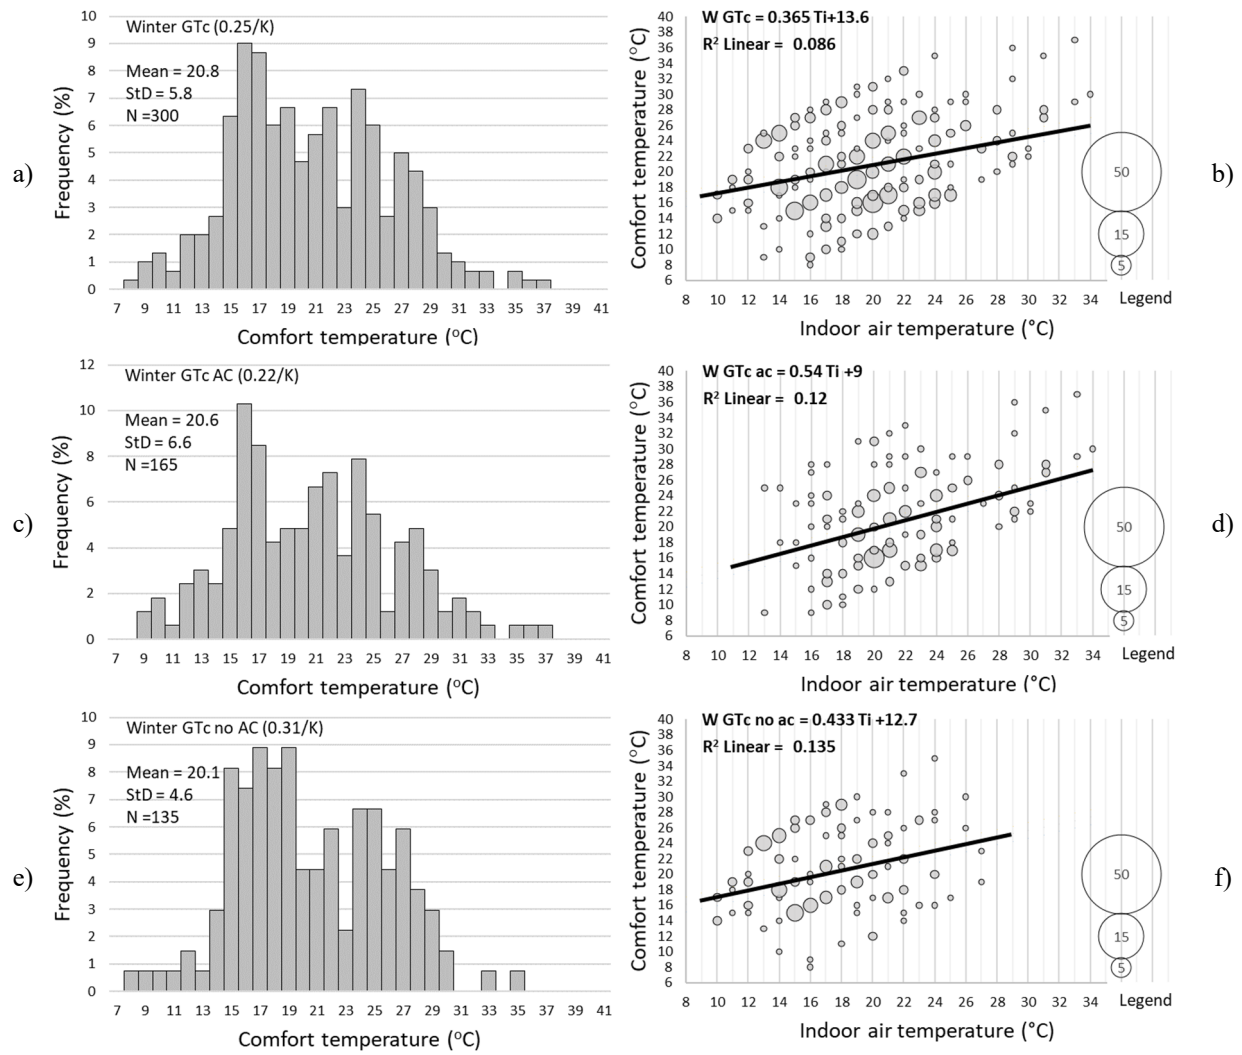 a)
Winter GTc (0.25/K)
Mean = 20.8
StD = 5.8
N =300
Frequency (%)
10
9
8
7
6
5
4
3
2
1
0
7 9 11 13 15 17 19 21 23 25 27 29 31 33 35 37 39 41
Comfort temperature (°C)
b)
W GTc = 0.365 Ti+13.6
R² Linear = 0.086
Comfort temperature (°C)
40
38
36
34
32
30
28
26
24
22
20
18
16
14
12
10
8
6
8 10 12 14 16 18 20 22 24 26 28 30 32 34
Indoor air temperature (°C)
50
15
5
Legend
c)
Winter GTc AC (0.22/K)
Mean = 20.6
StD = 6.6
N =165
Frequency (%)
12
10
8
6
4
2
0
7 9 11 13 15 17 19 21 23 25 27 29 31 33 35 37 39 41
Comfort temperature (°C)
d)
W GTc ac = 0.54 Ti +9
R² Linear = 0.12
Comfort temperature (°C)
40
38
36
34
32
30
28
26
24
22
20
18
16
14
12
10
8
6
8 10 12 14 16 18 20 22 24 26 28 30 32 34
Indoor air temperature (°C)
50
15
5
Legend
e)
Winter GTc no AC (0.31/K)
Mean = 20.1
StD = 4.6
N =135
Frequency (%)
10
9
8
7
6
5
4
3
2
1
0
7 9 11 13 15 17 19 21 23 25 27 29 31 33 35 37 39 41
Comfort temperature (°C)
f)
W GTc no ac = 0.433 Ti +12.7
R² Linear = 0.135
Comfort temperature (°C)
40
38
36
34
32
30
28
26
24
22
20
18
16
14
12
10
8
6
8 10 12 14 16 18 20 22 24 26 28 30 32 34
Indoor air temperature (°C)
50
15
5
Legend